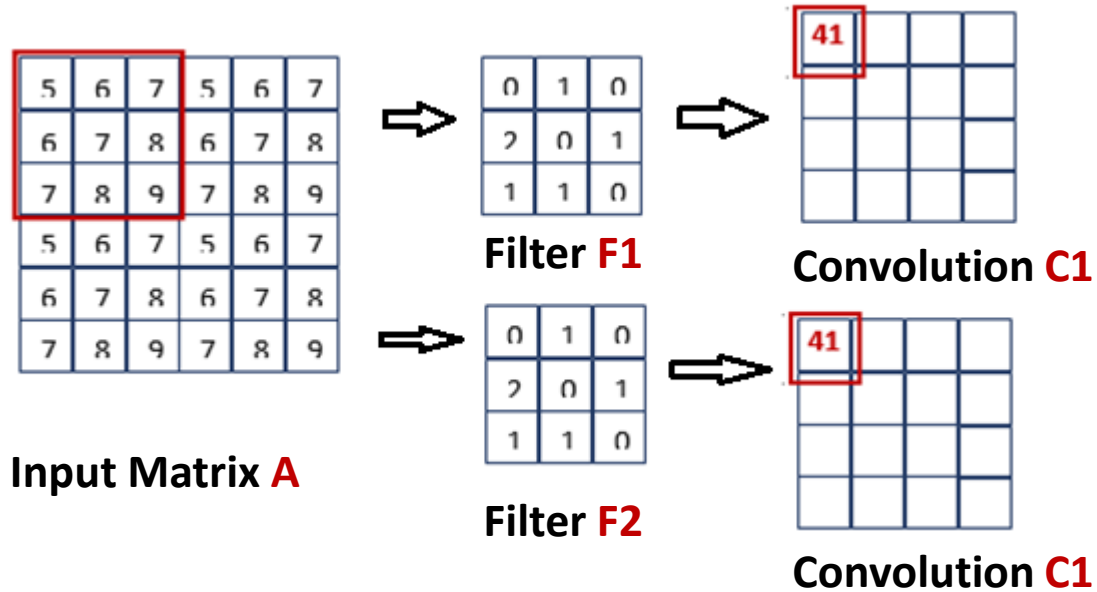 5 6 7 5 6 7
6 7 8 6 7 8
7 8 9 7 8 9
5 6 7 5 6 7
6 7 8 6 7 8
7 8 9 7 8 9
Input Matrix A
0 1 0
2 0 1
1 1 0
Filter F1
41
Convolution C1
0 1 0
2 0 1
1 1 0
Filter F2
41
Convolution C1